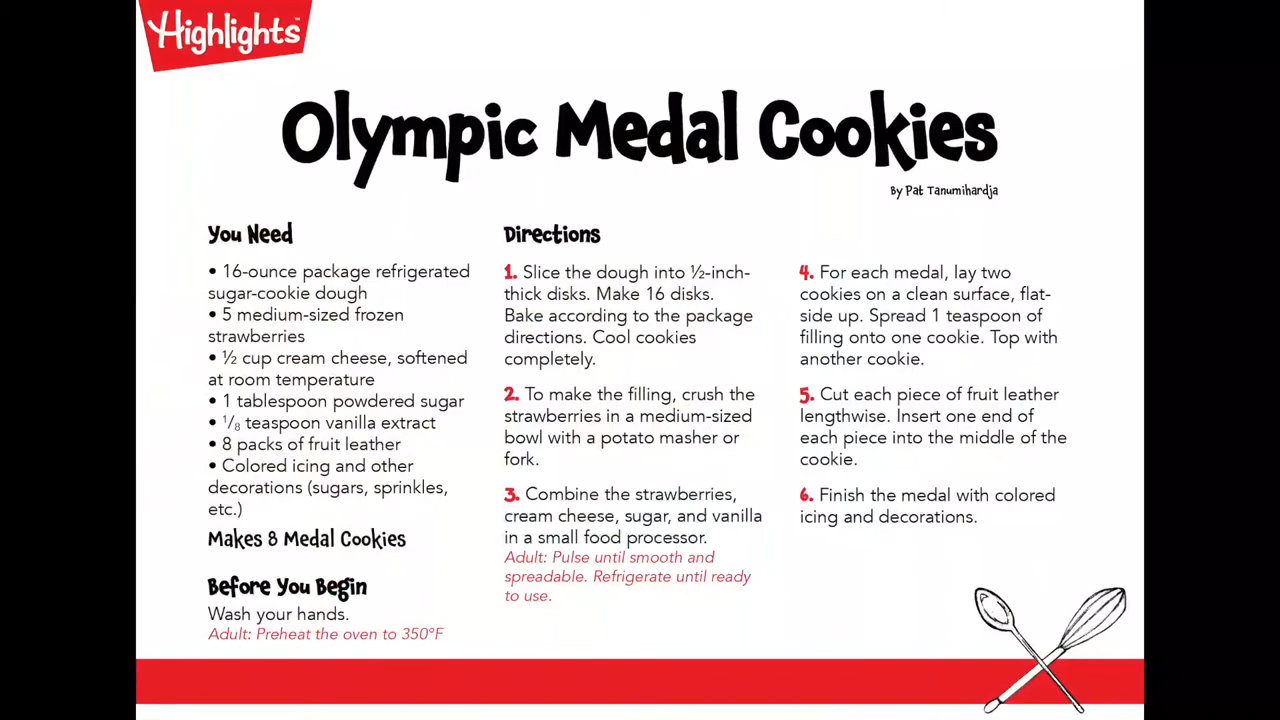 Highlights™
Olympic Medal Cookies
By Pat Tanumihardja
You Need
• 16-ounce package refrigerated
sugar-cookie dough
• 5 medium-sized frozen
strawberries
• ½ cup cream cheese, softened
at room temperature
• 1 tablespoon powdered sugar
• 1/8 teaspoon vanilla extract
• 8 packs of fruit leather
• Colored icing and other
decorations (sugars, sprinkles,
etc.)
Makes 8 Medal Cookies
Before You Begin
Wash your hands.
Adult: Preheat the oven to 350°F
Directions
1. Slice the dough into ½-inch-
thick disks. Make 16 disks.
Bake according to the package
directions. Cool cookies
completely.
2. To make the filling, crush the
strawberries in a medium-sized
bowl with a potato masher or
fork.
3. Combine the strawberries,
cream cheese, sugar, and vanilla
in a small food processor.
Adult: Pulse until smooth and
spreadable. Refrigerate until ready
to use.
4. For each medal, lay two
cookies on a clean surface, flat-
side up. Spread 1 teaspoon of
filling onto one cookie. Top with
another cookie.
5. Cut each piece of fruit leather
lengthwise. Insert one end of
each piece into the middle of the
cookie.
6. Finish the medal with colored
icing and decorations.